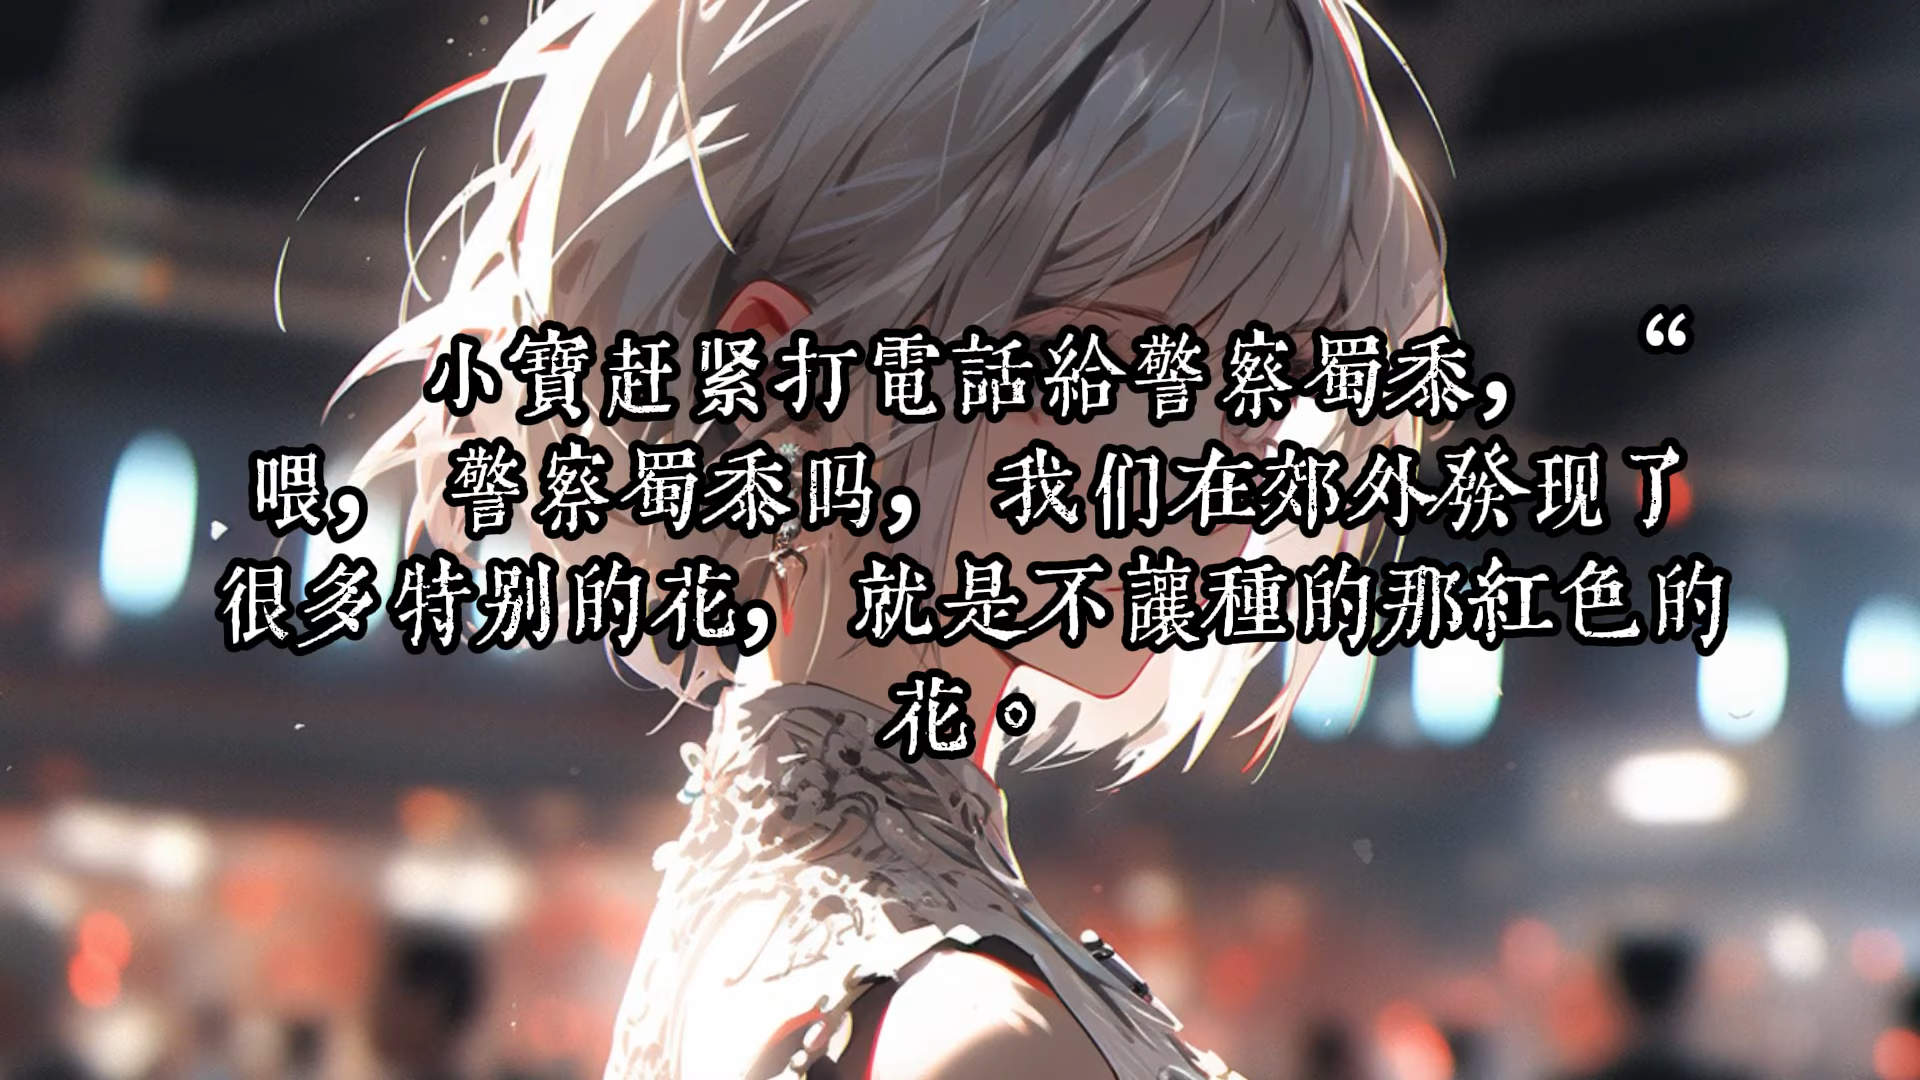 小寶赶紧打電話給警察蜀黍，“
喂，警察蜀黍吗，我们在郊外發现了
很多特别的花，就是不讓種的那紅色的
花。